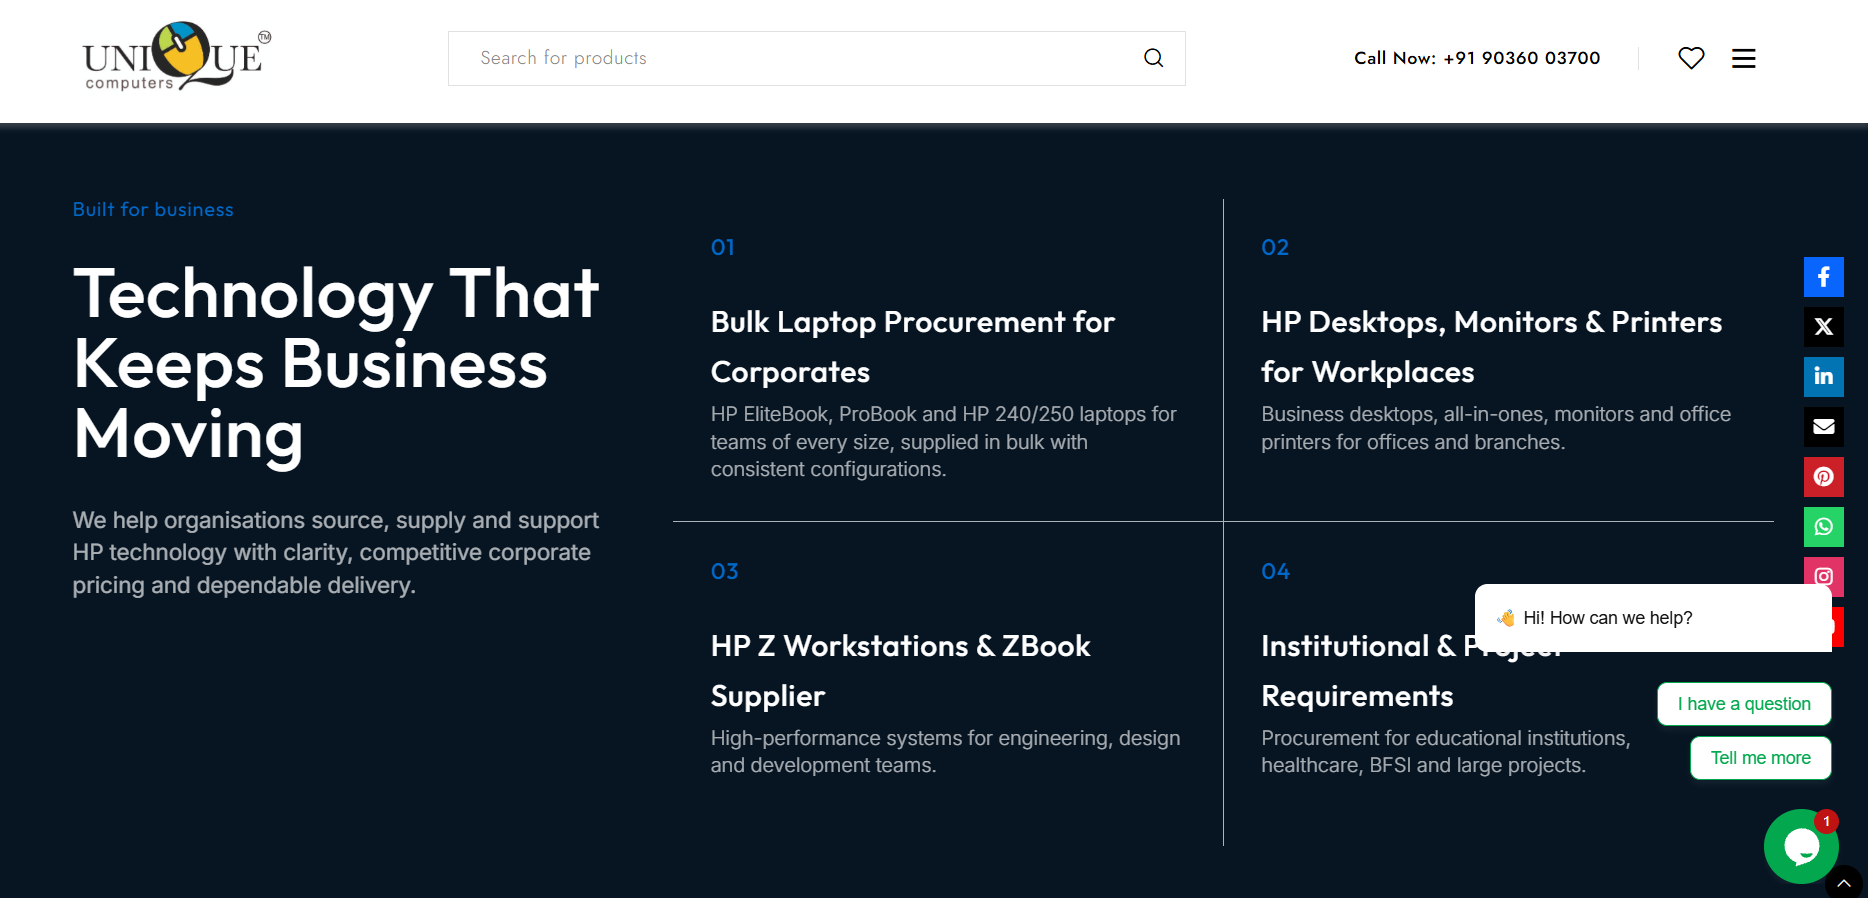 UNIQUE TM
computers
Search for products
Call Now: +91 90360 03700
Built for business
Technology That
Keeps Business
Moving
We help organisations source, supply and support
HP technology with clarity, competitive corporate
pricing and dependable delivery.
01
Bulk Laptop Procurement for
Corporates
HP EliteBook, ProBook and HP 240/250 laptops for
teams of every size, supplied in bulk with
consistent configurations.
02
HP Desktops, Monitors & Printers
for Workplaces
Business desktops, all-in-ones, monitors and office
printers for offices and branches.
03
HP Z Workstations & ZBook
Supplier
High-performance systems for engineering, design
and development teams.
04
Institutional & Project
Requirements
Procurement for educational institutions,
healthcare, BFSI and large projects.
👋 Hi! How can we help?
I have a question
Tell me more
1